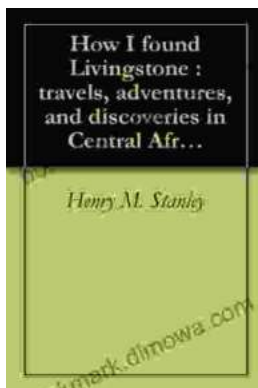 How I found
Livingstone :
travels, adventures,
and discoveries in
Central Afr...
Henry M. Stanley
mark.dimowa.com